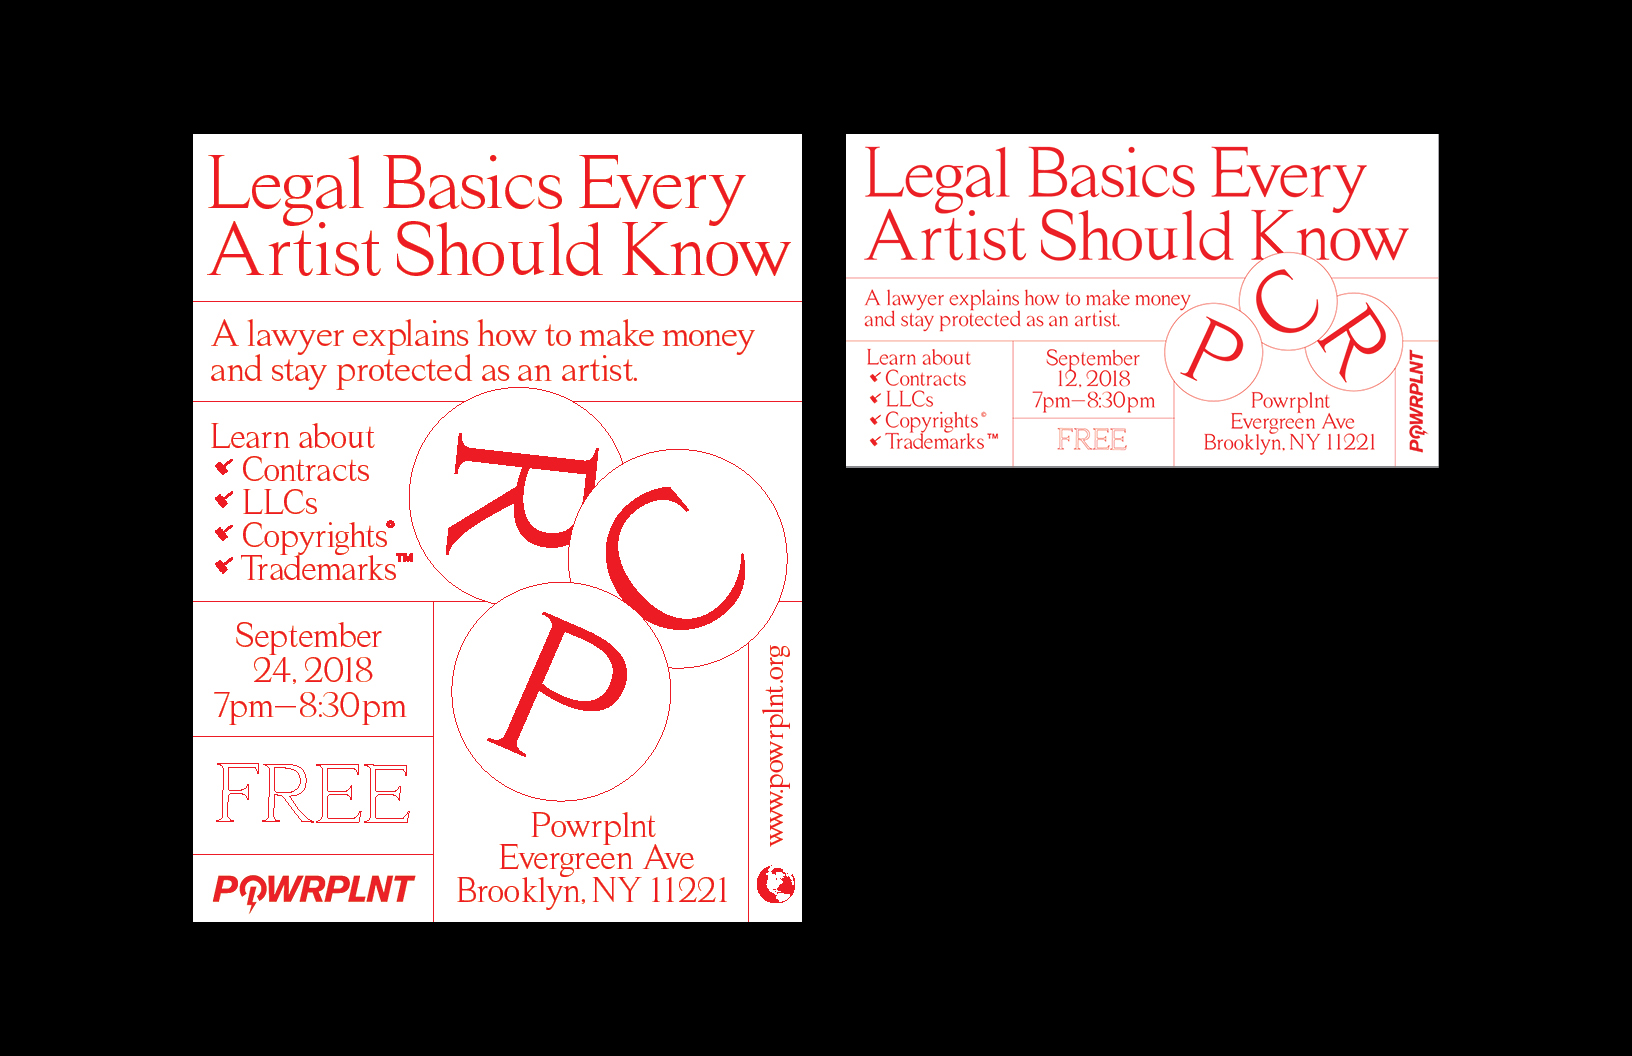 Legal Basics Every
Artist Should Know
A lawyer explains how to make money
and stay protected as an artist.
Learn about
Contracts
LLCs
Copyrights©
Trademarks™
R
C
P
September
24, 2018
7pm—8:30pm
FREE
POWRPLNT
Powrplnt
Evergreen Ave
Brooklyn, NY 11221
www.powrplnt.org
Legal Basics Every
Artist Should Know
A lawyer explains how to make money
and stay protected as an artist.
P
C
R
Learn about
Contracts
LLCs
Copyrights©
Trademarks™
September
12, 2018
7pm—8:30pm
FREE
Powrplnt
Evergreen Ave
Brooklyn, NY 11221
POWRPLNT